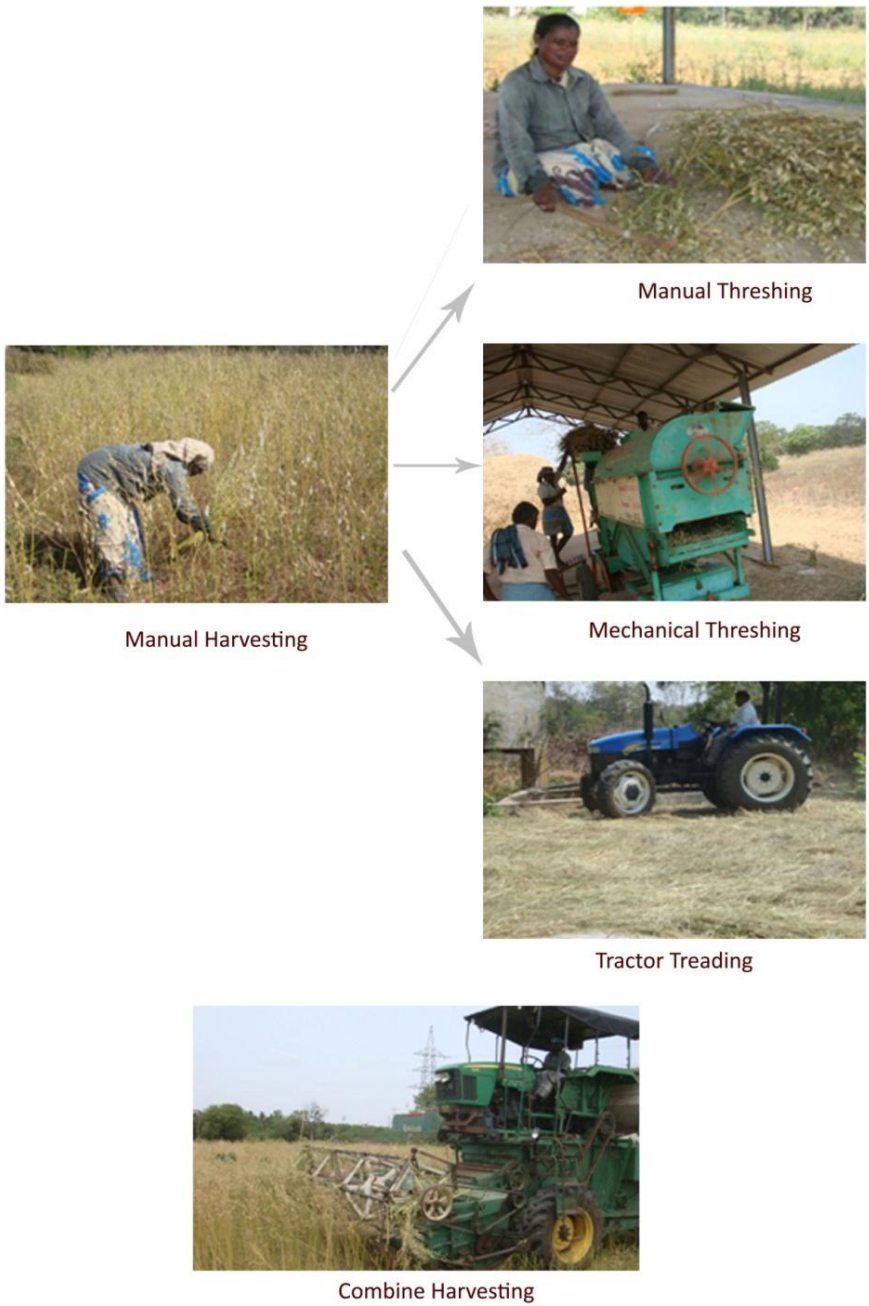 Manual Threshing
Manual Harvesting
Mechanical Threshing
Tractor Treading
Combine Harvesting